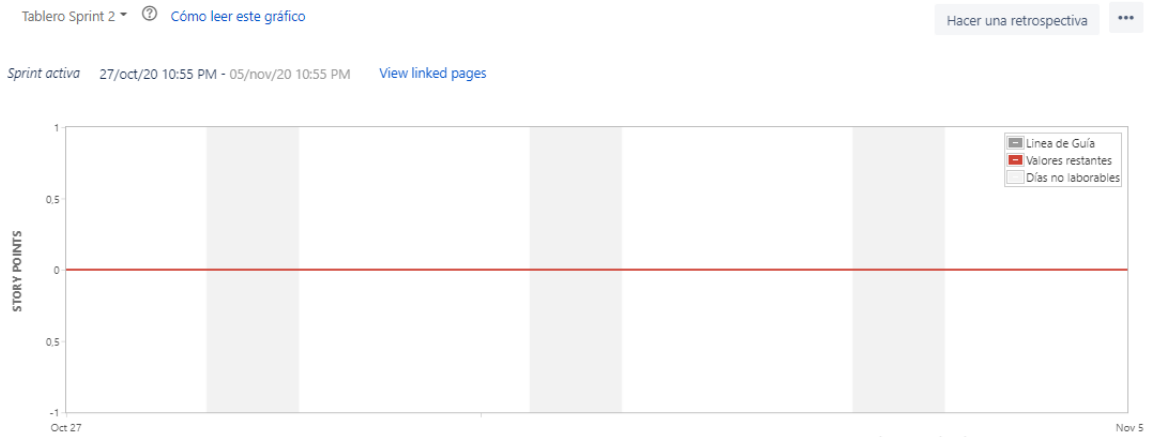 Tablero Sprint 2
Cómo leer este gráfico
Hacer una retrospectiva
Sprint activa 27/oct/20 10:55 PM - 05/nov/20 10:55 PM View linked pages
STORY POINTS
1
0,5
0
0,5
-1
Linea de Guía
Valores restantes
Días no laborables
Oct 27
Nov 5